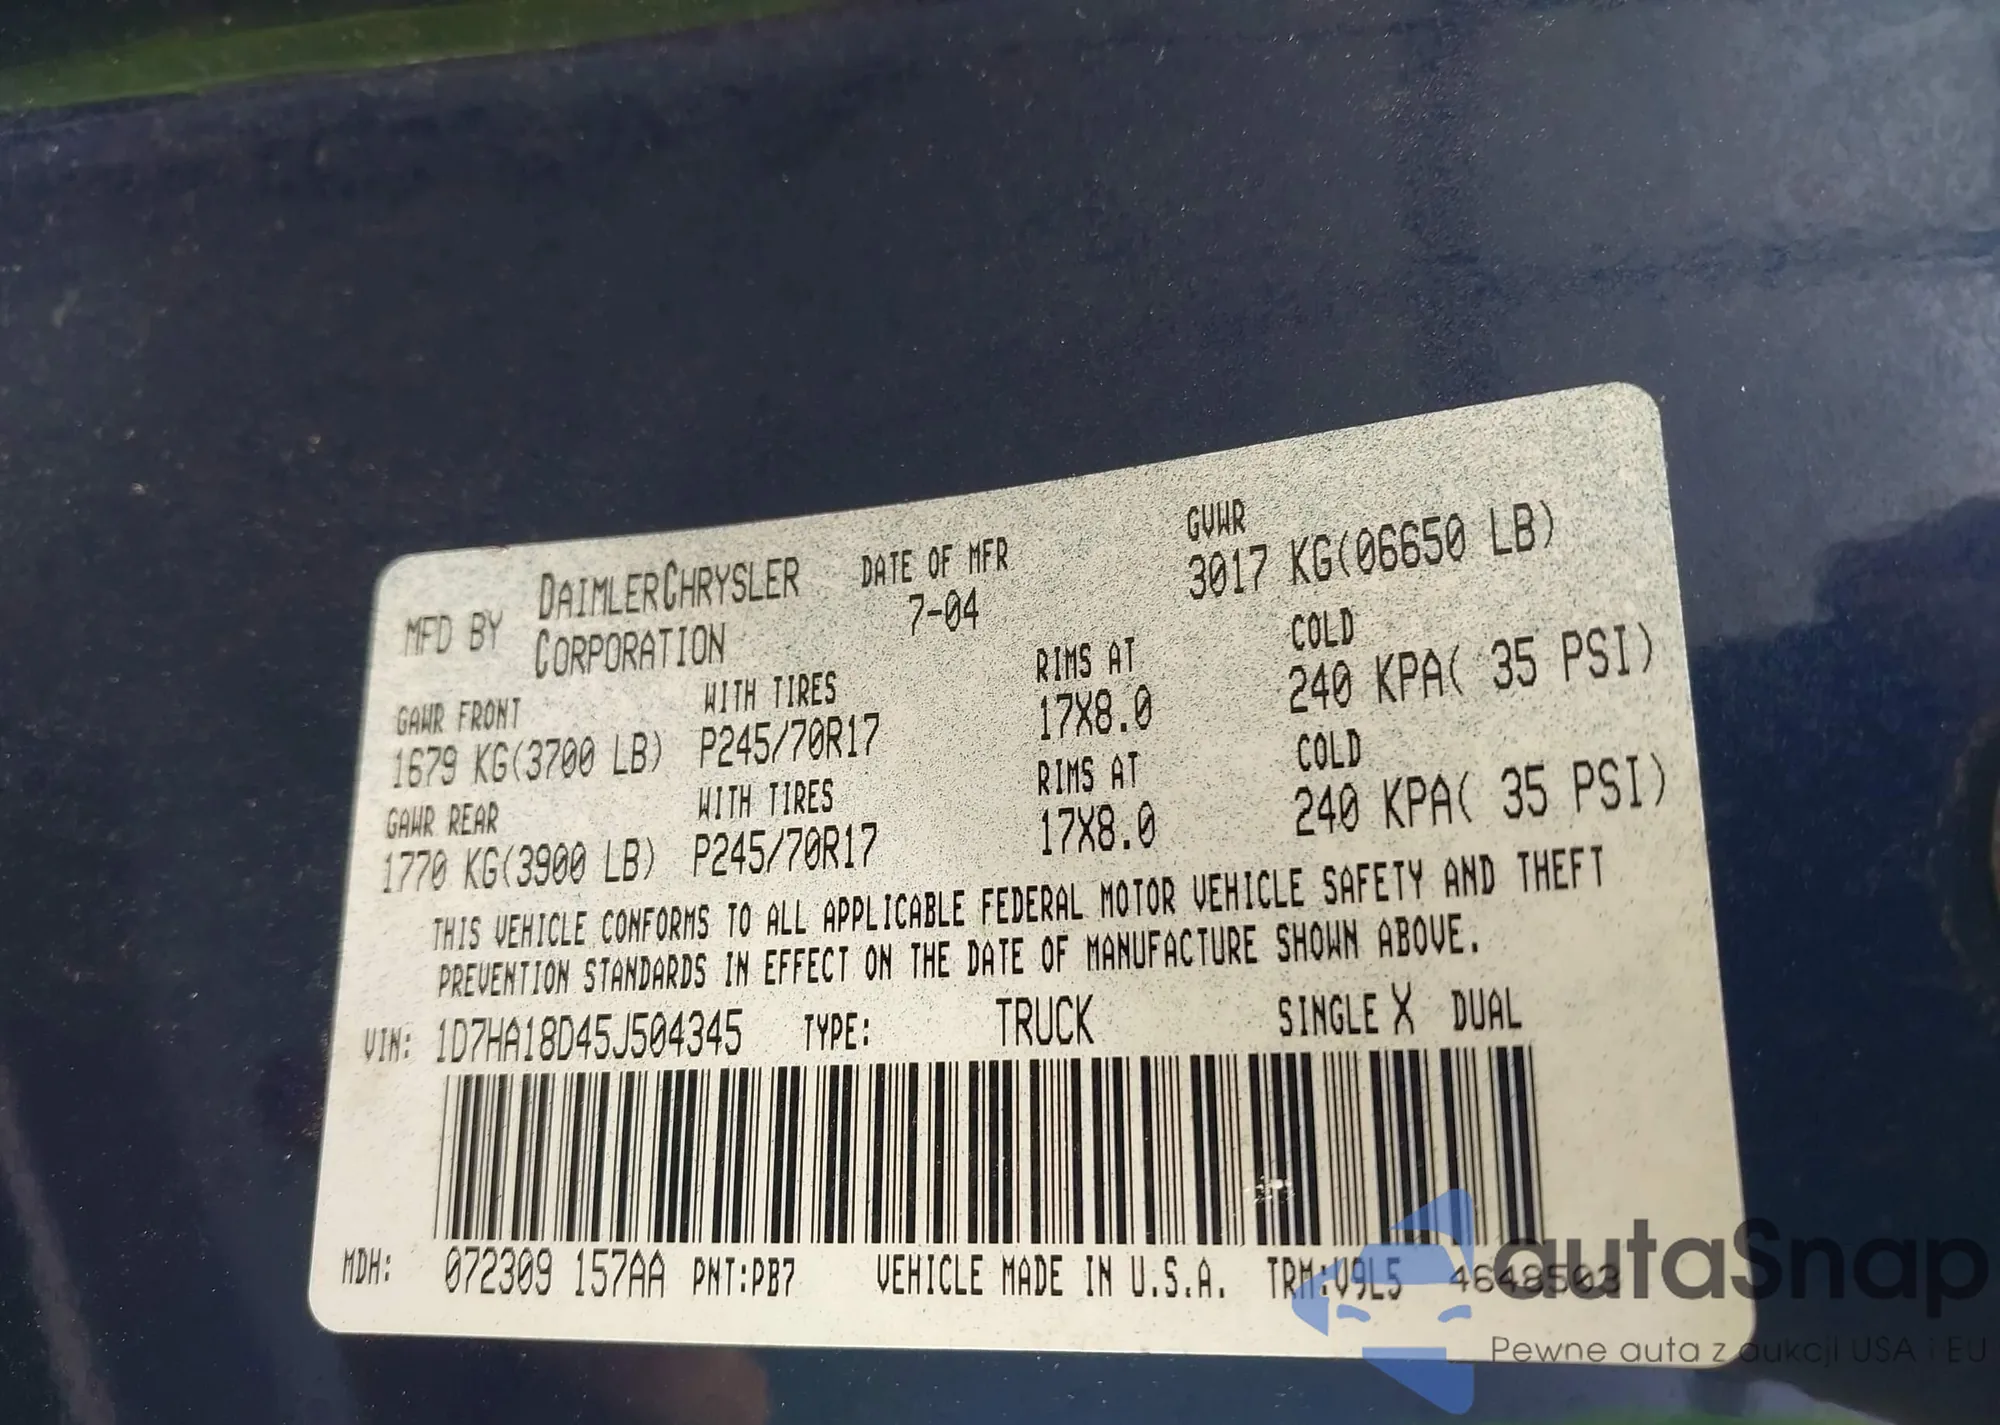 MFD BY DAIMLERCHRYSLER CORPORATION DATE OF MFR 7-04 GVWR 3017 KG(06650 LB)
GAWR FRONT WITH TIRES RIMS AT COLD
1679 KG(3700 LB) P245/70R17 17X8.0 240 KPA( 35 PSI)
GAWR REAR WITH TIRES RIMS AT COLD
1770 KG(3900 LB) P245/70R17 17X8.0 240 KPA( 35 PSI)
THIS VEHICLE CONFORMS TO ALL APPLICABLE FEDERAL MOTOR VEHICLE SAFETY AND THEFT
PREVENTION STANDARDS IN EFFECT ON THE DATE OF MANUFACTURE SHOWN ABOVE.
VIN: 1D7HA18D45J504345 TYPE: TRUCK SINGLE X DUAL
MDH: 072309 157AA PNT:PB7 VEHICLE MADE IN U.S.A. TRM:V9L5 4648503
autaSnap
Pewne auta z aukcji USA i EU